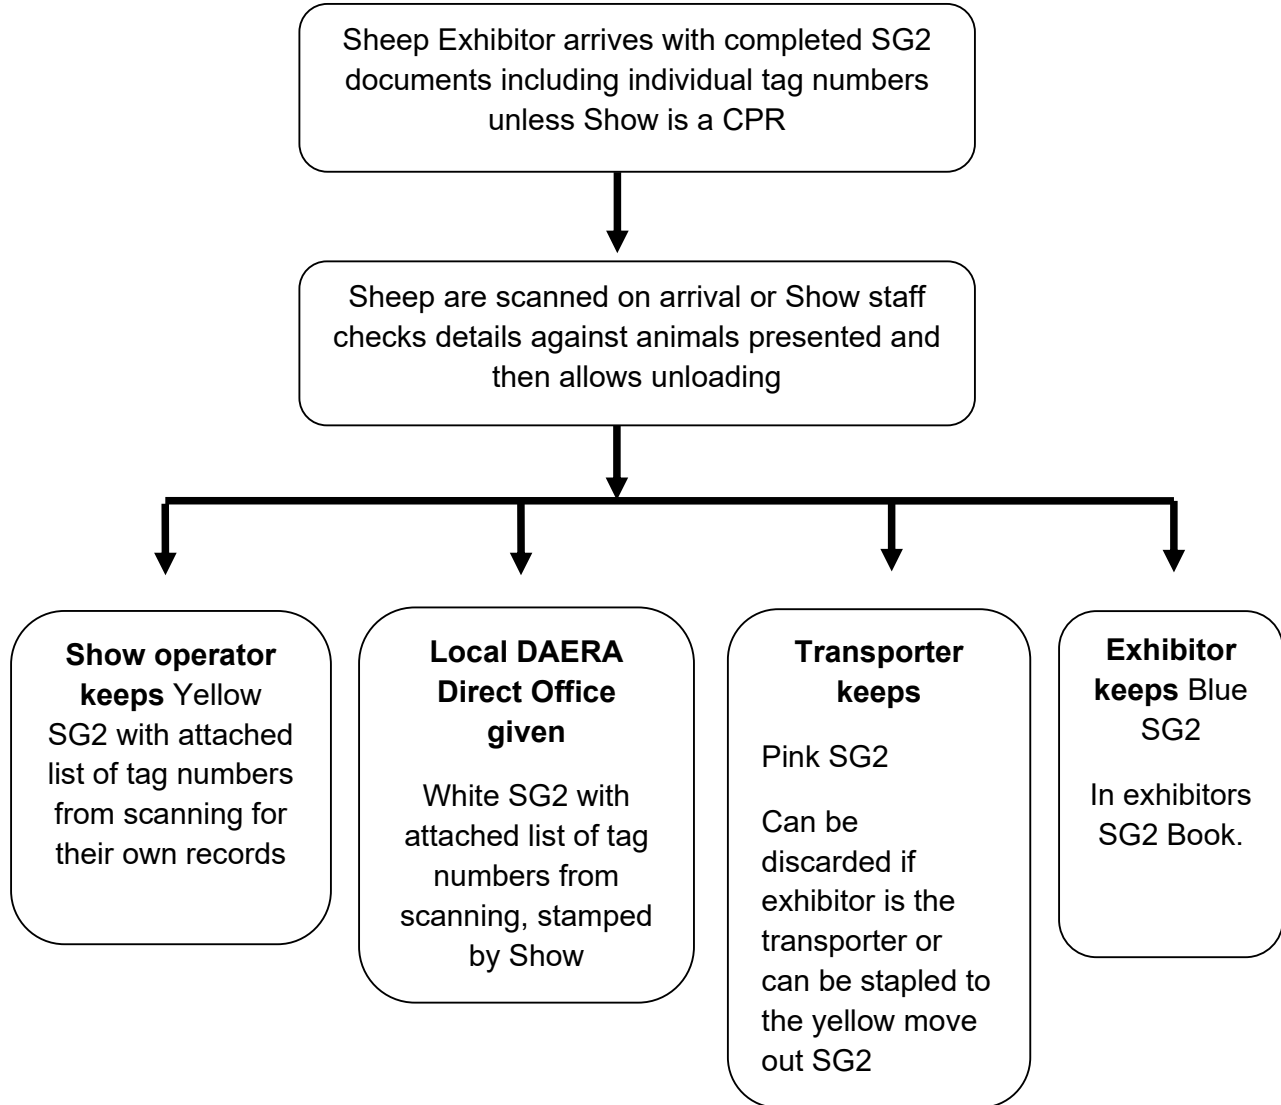 Sheep Exhibitor arrives with completed SG2
documents including individual tag numbers
unless Show is a CPR
Sheep are scanned on arrival or Show staff
checks details against animals presented and
then allows unloading
Show operator
keeps Yellow
SG2 with attached
list of tag numbers
from scanning for
their own records
Local DAERA
Direct Office
given
White SG2 with
attached list of tag
numbers from
scanning, stamped
by Show
Transporter
keeps
Pink SG2
Can be
discarded if
exhibitor is the
transporter or
can be stapled to
the yellow move
out SG2
Exhibitor
keeps Blue
SG2
In exhibitors
SG2 Book.